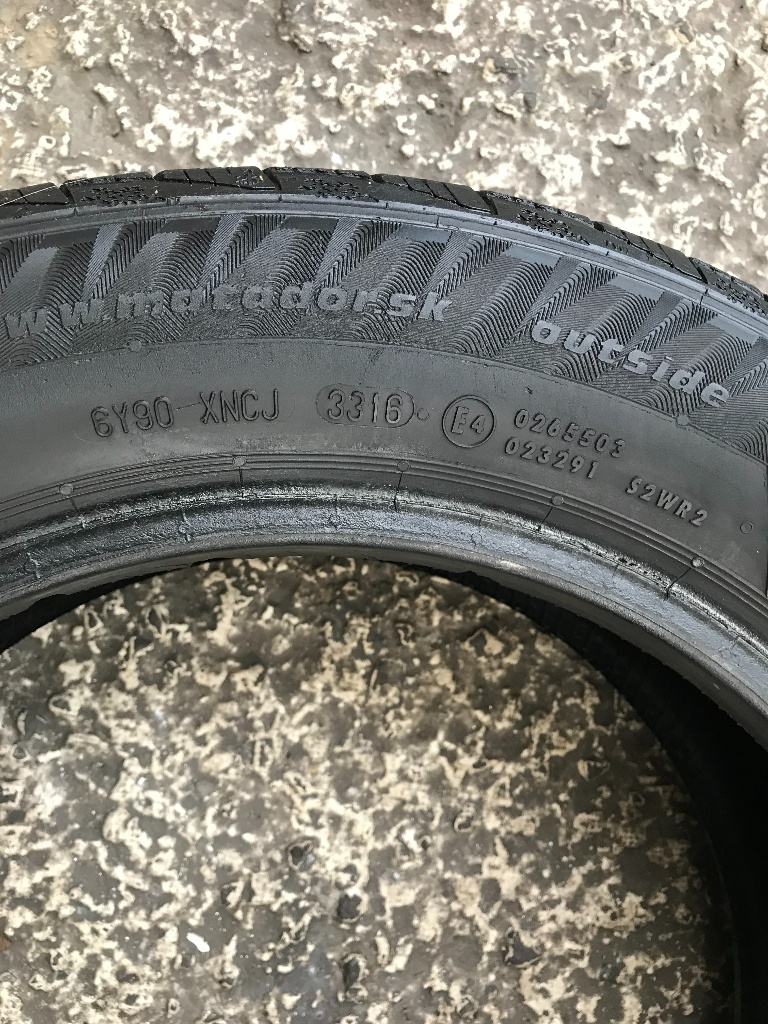 www.matador.sk outside
6Y90 XNCJ 3316 E4 0265503
023291 S2WR2